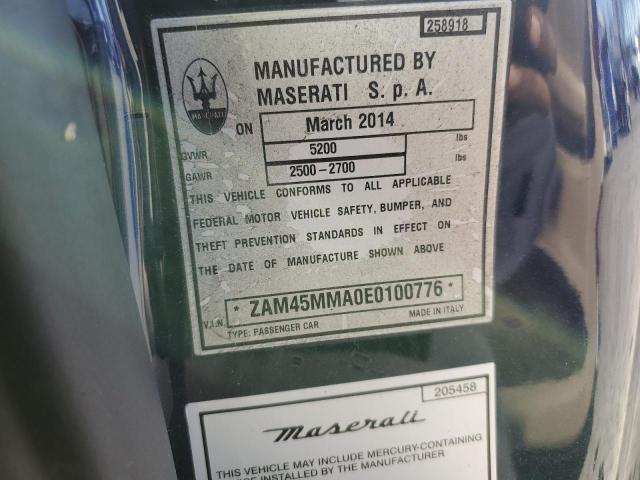 258918
MASERATI
MANUFACTURED BY
MASERATI S. p A.
ON March 2014
GVWR 5200 lbs
GAWR 2500-2700 lbs
THIS VEHICLE CONFORMS TO ALL APPLICABLE
FEDERAL MOTOR VEHICLE SAFETY, BUMPER, AND
THEFT PREVENTION STANDARDS IN EFFECT ON
THE DATE OF MANUFACTURE SHOWN ABOVE
V.I.N. * ZAM45MMA0E0100776 *
TYPE: PASSENGER CAR MADE IN ITALY
205458
Maserati
THIS VEHICLE MAY INCLUDE MERCURY-CONTAINING
INSTALLED BY THE MANUFACTURER